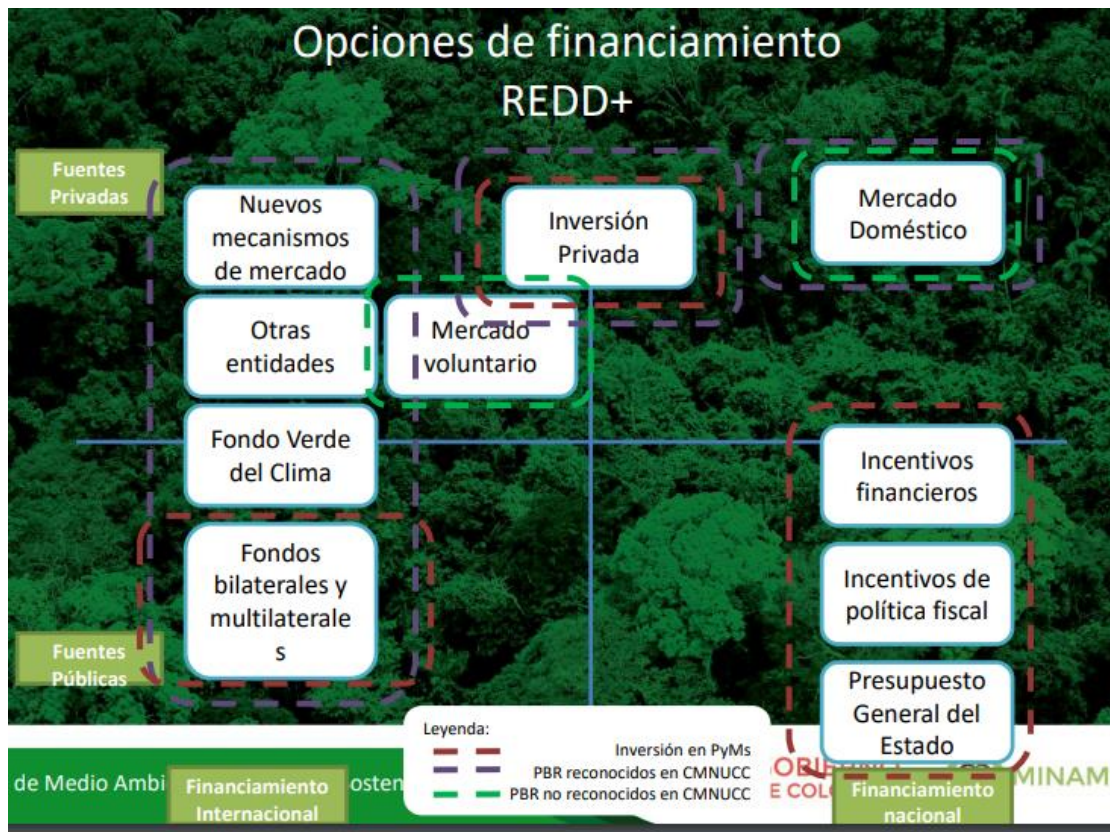 Opciones de financiamiento
REDD+
Fuentes
Privadas
Nuevos
mecanismos
de mercado
Inversión
Privada
Mercado
Doméstico
Otras
entidades
Mercado
voluntario
Fondo Verde
del Clima
Incentivos
financieros
Fondos
bilaterales y
multilaterale
s
Incentivos de
política fiscal
Fuentes
Públicas
Presupuesto
General del
Estado
Leyenda:
Inversión en PyMs
PBR reconocidos en CMNUCC
PBR no reconocidos en CMNUCC
de Medio Ambi
Financiamiento
Internacional
osten
E COLO
MINAM
Financiamiento
nacional